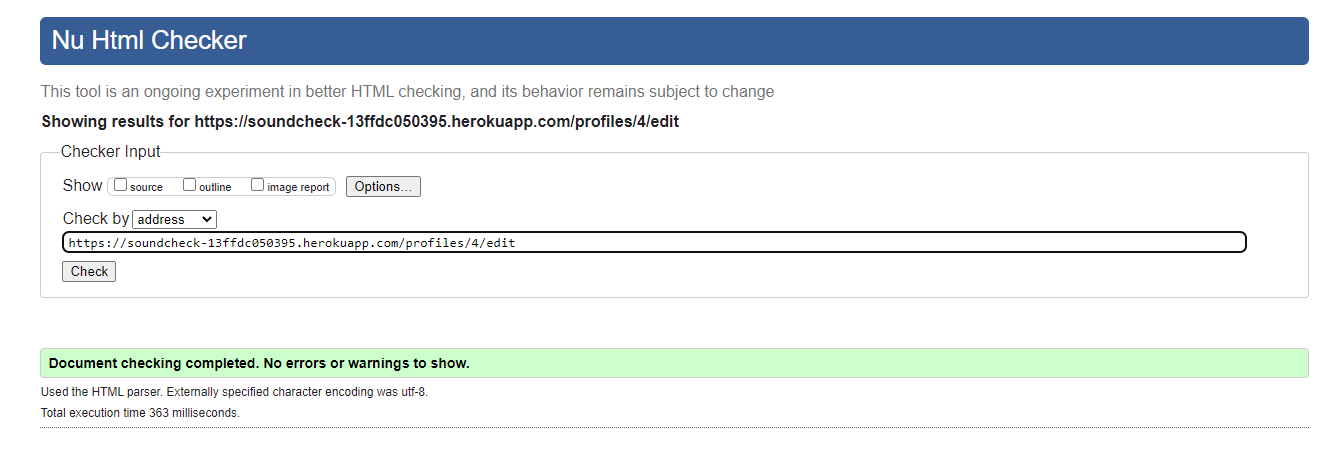 Nu Html Checker
This tool is an ongoing experiment in better HTML checking, and its behavior remains subject to change
Showing results for https://soundcheck-13ffdc050395.herokuapp.com/profiles/4/edit
Checker Input
Show source outline image report Options...
Check by address
https://soundcheck-13ffdc050395.herokuapp.com/profiles/4/edit
Check
Document checking completed. No errors or warnings to show.
Used the HTML parser. Externally specified character encoding was utf-8.
Total execution time 363 milliseconds.